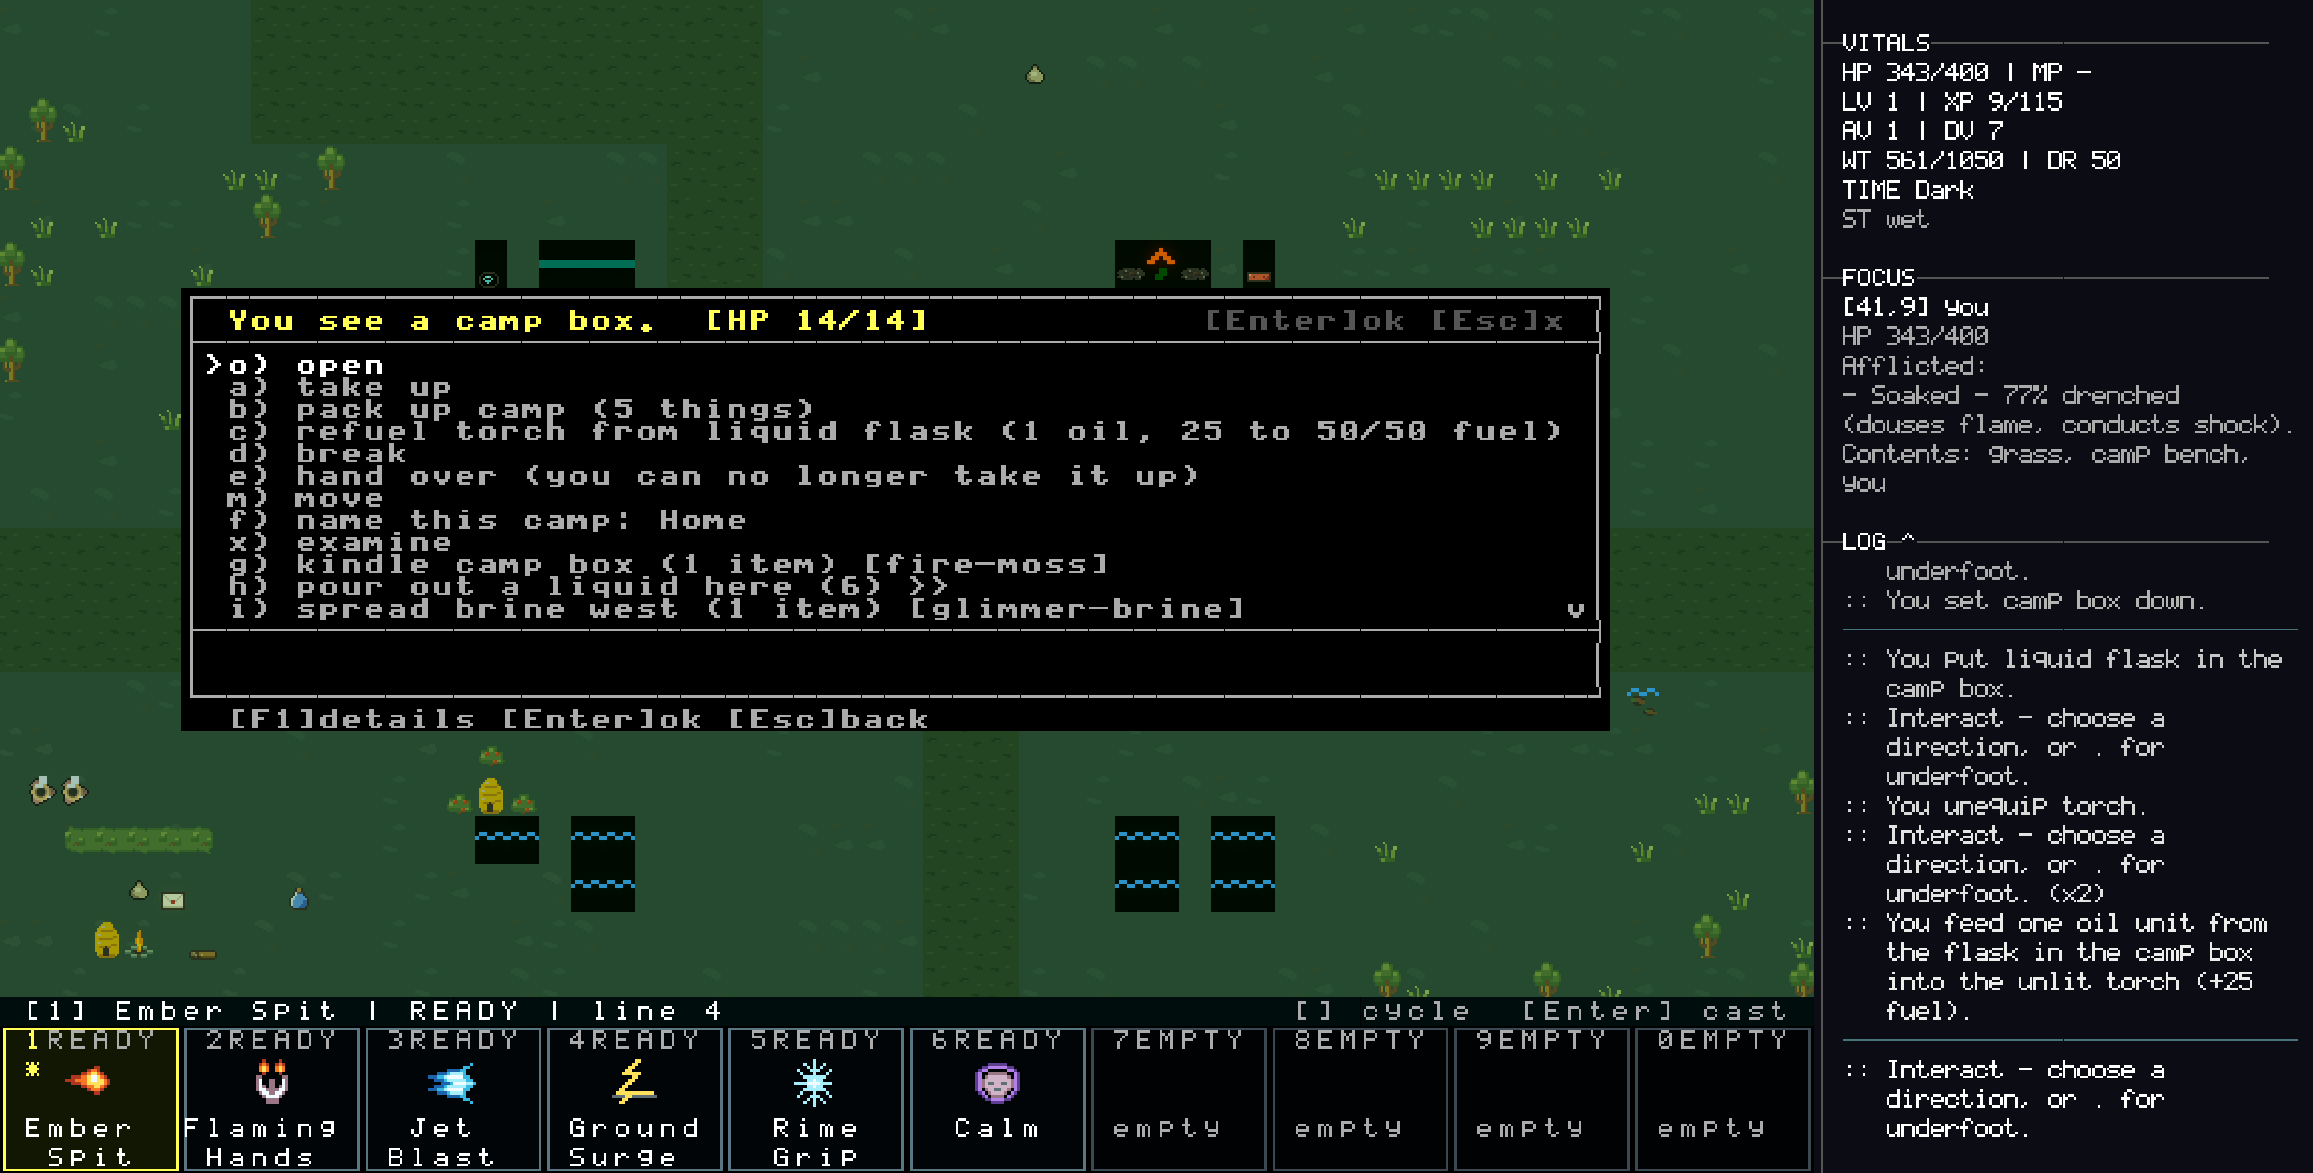 You see a camp box.  [HP 14/14]  [Enter]ok [Esc]x
>o) open
a) take up
b) pack up camp (5 things)
c) refuel torch from liquid flask (1 oil, 25 to 50/50 fuel)
d) break
e) hand over (you can no longer take it up)
m) move
f) name this camp: Home
x) examine
g) kindle camp box (1 item) [fire-moss]
h) pour out a liquid here (6) >>
i) spread brine west (1 item) [glimmer-brine] v
[F1]details [Enter]ok [Esc]back
[1] Ember Spit | READY | line 4
[] cycle  [Enter] cast
1READY
Ember
Spit
2READY
Flaming
Hands
3READY
Jet
Blast
4READY
Ground
Surge
5READY
Rime
Grip
6READY
Calm
7EMPTY
empty
8EMPTY
empty
9EMPTY
empty
0EMPTY
empty
VITALS
HP 343/400 | MP -
LV 1 | XP 9/115
AV 1 | DV 7
WT 561/1050 | DR 50
TIME Dark
ST wet
FOCUS
[41,9] you
HP 343/400
Afflicted:
- Soaked - 77% drenched
(douses flame, conducts shock).
Contents: grass, camp bench,
you
LOG ^
underfoot.
:: You set camp box down.
:: You put liquid flask in the
camp box.
:: Interact - choose a
direction, or . for
underfoot.
:: You unequip torch.
:: Interact - choose a
direction, or . for
underfoot. (x2)
:: You feed one oil unit from
the flask in the camp box
into the unlit torch (+25
fuel).
:: Interact - choose a
direction, or . for
underfoot.